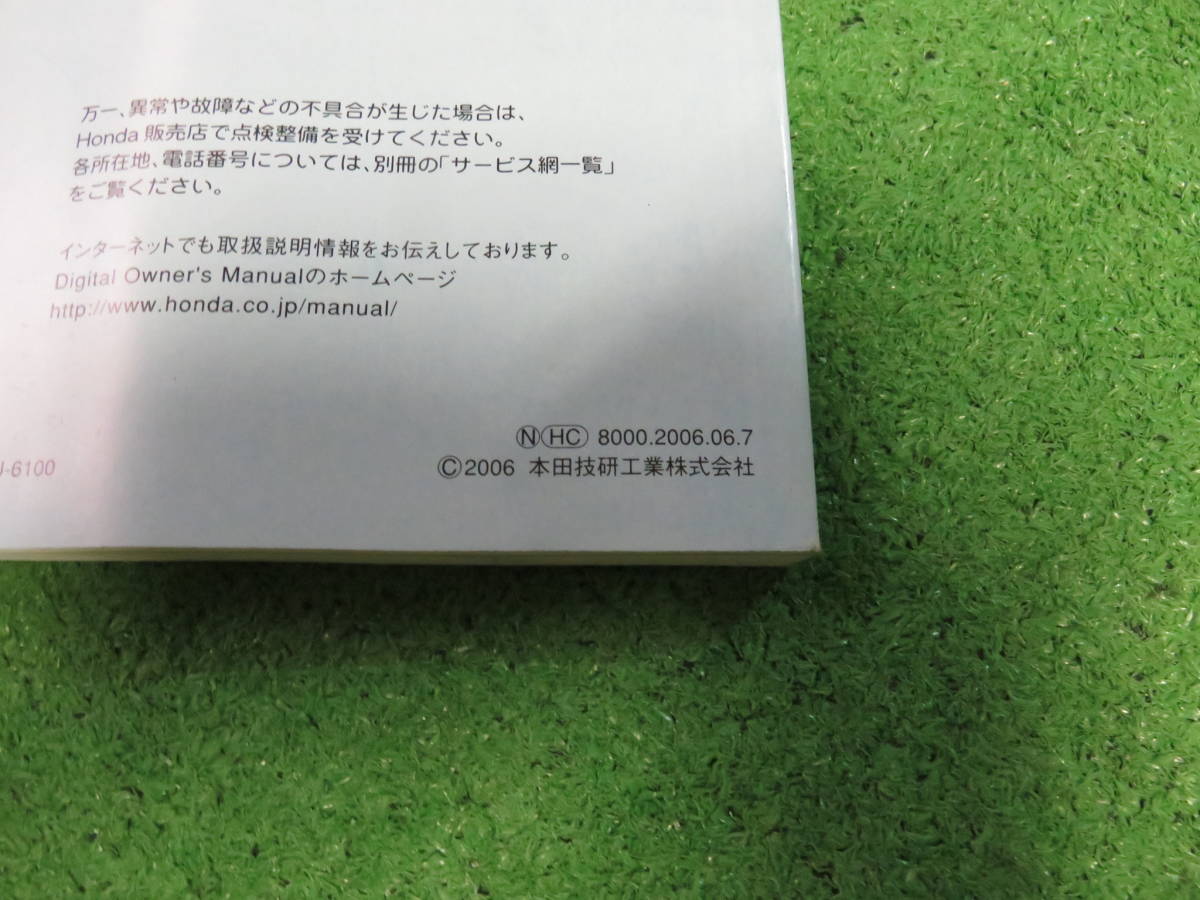 万一、異常や故障などの不具合が生じた場合は、
Honda 販売店で点検整備を受けてください。
各所在地、電話番号については、別冊の「サービス網一覧」
をご覧ください。
インターネットでも取扱説明情報をお伝えしております。
Digital Owner's Manualのホームページ
http://www.honda.co.jp/manual/
Ⓝ HC 8000.2006.06.7
-6100
©2006 本田技研工業株式会社